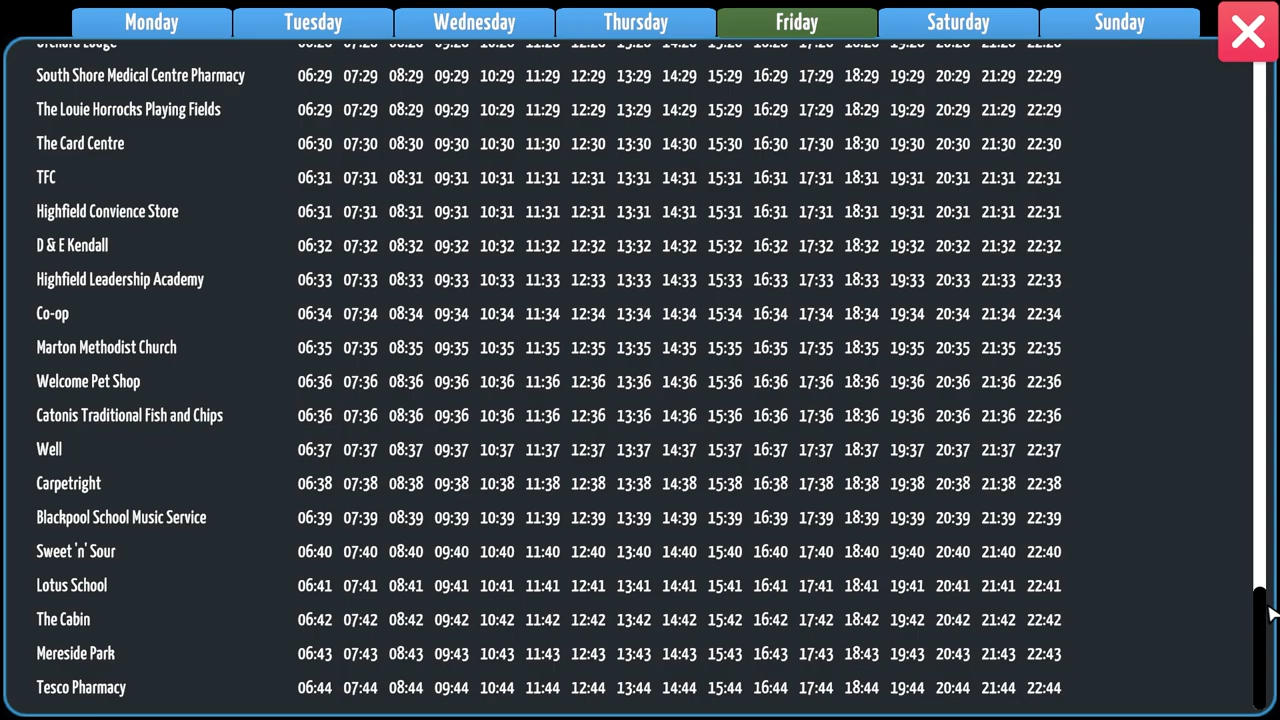 Monday Tuesday Wednesday Thursday Friday Saturday Sunday
South Shore Medical Centre Pharmacy 06:29 07:29 08:29 09:29 10:29 11:29 12:29 13:29 14:29 15:29 16:29 17:29 18:29 19:29 20:29 21:29 22:29
The Louie Horrocks Playing Fields 06:29 07:29 08:29 09:29 10:29 11:29 12:29 13:29 14:29 15:29 16:29 17:29 18:29 19:29 20:29 21:29 22:29
The Card Centre 06:30 07:30 08:30 09:30 10:30 11:30 12:30 13:30 14:30 15:30 16:30 17:30 18:30 19:30 20:30 21:30 22:30
TFC 06:31 07:31 08:31 09:31 10:31 11:31 12:31 13:31 14:31 15:31 16:31 17:31 18:31 19:31 20:31 21:31 22:31
Highfield Convience Store 06:31 07:31 08:31 09:31 10:31 11:31 12:31 13:31 14:31 15:31 16:31 17:31 18:31 19:31 20:31 21:31 22:31
D & E Kendall 06:32 07:32 08:32 09:32 10:32 11:32 12:32 13:32 14:32 15:32 16:32 17:32 18:32 19:32 20:32 21:32 22:32
Highfield Leadership Academy 06:33 07:33 08:33 09:33 10:33 11:33 12:33 13:33 14:33 15:33 16:33 17:33 18:33 19:33 20:33 21:33 22:33
Co-op 06:34 07:34 08:34 09:34 10:34 11:34 12:34 13:34 14:34 15:34 16:34 17:34 18:34 19:34 20:34 21:34 22:34
Marton Methodist Church 06:35 07:35 08:35 09:35 10:35 11:35 12:35 13:35 14:35 15:35 16:35 17:35 18:35 19:35 20:35 21:35 22:35
Welcome Pet Shop 06:36 07:36 08:36 09:36 10:36 11:36 12:36 13:36 14:36 15:36 16:36 17:36 18:36 19:36 20:36 21:36 22:36
Catonis Traditional Fish and Chips 06:36 07:36 08:36 09:36 10:36 11:36 12:36 13:36 14:36 15:36 16:36 17:36 18:36 19:36 20:36 21:36 22:36
Well 06:37 07:37 08:37 09:37 10:37 11:37 12:37 13:37 14:37 15:37 16:37 17:37 18:37 19:37 20:37 21:37 22:37
Carpetright 06:38 07:38 08:38 09:38 10:38 11:38 12:38 13:38 14:38 15:38 16:38 17:38 18:38 19:38 20:38 21:38 22:38
Blackpool School Music Service 06:39 07:39 08:39 09:39 10:39 11:39 12:39 13:39 14:39 15:39 16:39 17:39 18:39 19:39 20:39 21:39 22:39
Sweet 'n' Sour 06:40 07:40 08:40 09:40 10:40 11:40 12:40 13:40 14:40 15:40 16:40 17:40 18:40 19:40 20:40 21:40 22:40
Lotus School 06:41 07:41 08:41 09:41 10:41 11:41 12:41 13:41 14:41 15:41 16:41 17:41 18:41 19:41 20:41 21:41 22:41
The Cabin 06:42 07:42 08:42 09:42 10:42 11:42 12:42 13:42 14:42 15:42 16:42 17:42 18:42 19:42 20:42 21:42 22:42
Mereside Park 06:43 07:43 08:43 09:43 10:43 11:43 12:43 13:43 14:43 15:43 16:43 17:43 18:43 19:43 20:43 21:43 22:43
Tesco Pharmacy 06:44 07:44 08:44 09:44 10:44 11:44 12:44 13:44 14:44 15:44 16:44 17:44 18:44 19:44 20:44 21:44 22:44